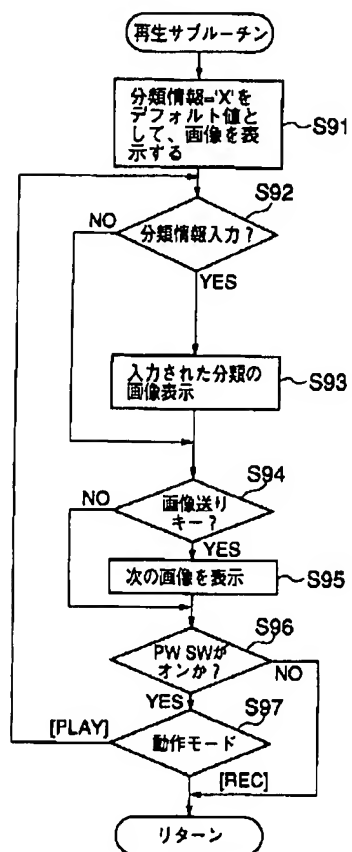 再生サブルーチン
分類情報='X'を
デフォルト値と
して、画像を表
示する
S91
S92
NO
分類情報入力?
YES
入力された分類の
画像表示
S93
S94
NO
画像送り
キー?
YES
次の画像を表示
S95
S96
PW SWが
オンか?
NO
YES
S97
[PLAY]
動作モード
[REC]
リターン